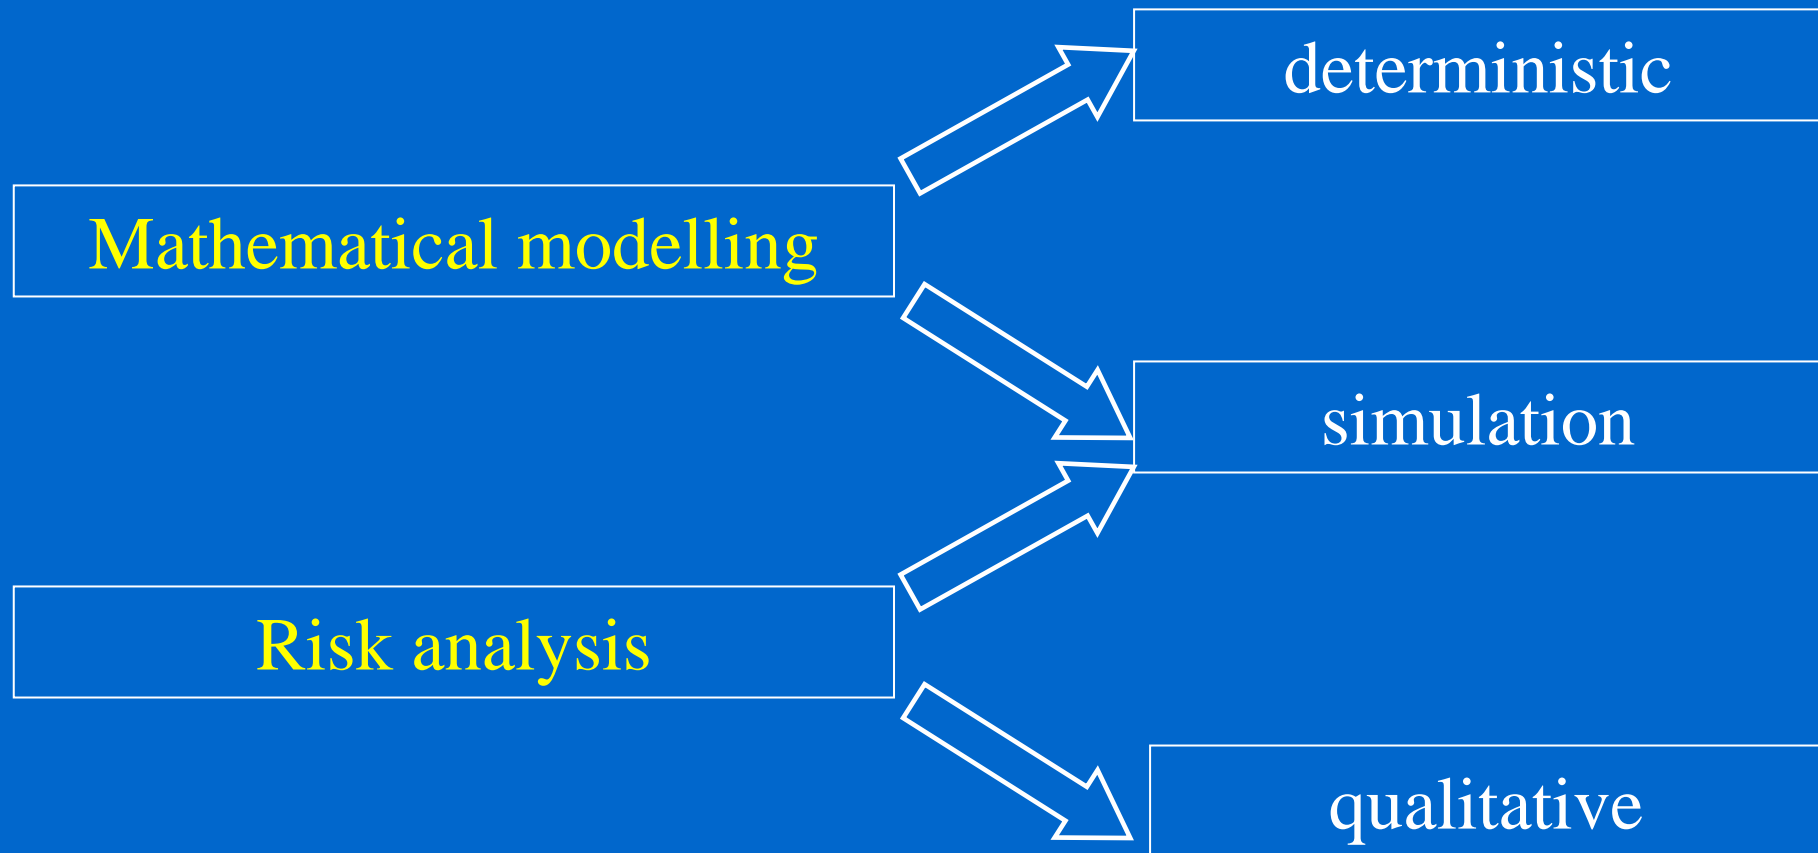 deterministic
Mathematical modelling
simulation
Risk analysis
qualitative